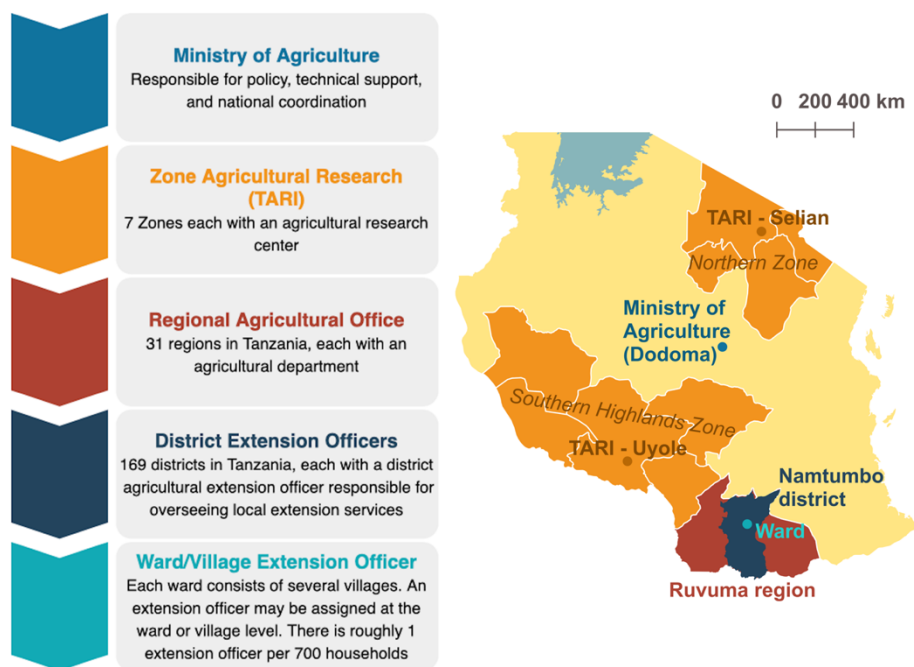 Ministry of Agriculture
Responsible for policy, technical support,
and national coordination
Zone Agricultural Research
(TARI)
7 Zones each with an agricultural research
center
Regional Agricultural Office
31 regions in Tanzania, each with an
agricultural department
District Extension Officers
169 districts in Tanzania, each with a district
agricultural extension officer responsible for
overseeing local extension services
Ward/Village Extension Officer
Each ward consists of several villages. An
extension officer may be assigned at the
ward or village level. There is roughly 1
extension officer per 700 households
0 200 400 km
TARI - Selian
Northern Zone
Ministry of
Agriculture
(Dodoma)
Southern Highlands Zone
TARI - Uyole
Namtumbo
district
Ward
Ruvuma region